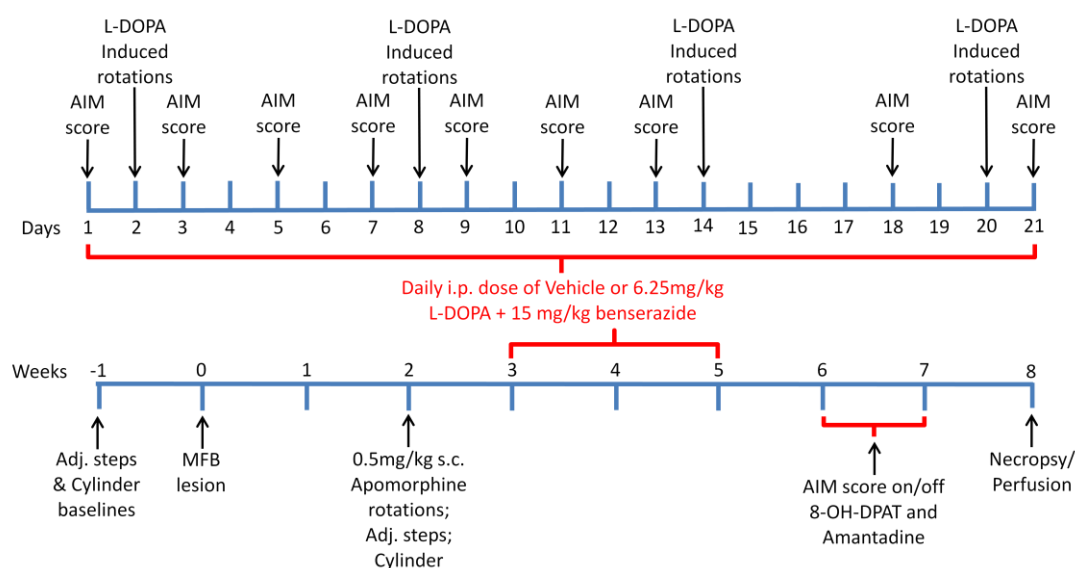 L-DOPA
Induced
rotations
L-DOPA
Induced
rotations
L-DOPA
Induced
rotations
L-DOPA
Induced
rotations
AIM
score
AIM
score
AIM
score
AIM
score
AIM
score
AIM
score
AIM
score
AIM
score
AIM
score
Days 1 2 3 4 5 6 7 8 9 10 11 12 13 14 15 16 17 18 19 20 21
Daily i.p. dose of Vehicle or 6.25mg/kg
L-DOPA + 15 mg/kg benserazide
Weeks -1 0 1 2 3 4 5 6 7 8
Adj. steps
& Cylinder
baselines
MFB
lesion
0.5mg/kg s.c.
Apomorphine
rotations;
Adj. steps;
Cylinder
AIM score on/off
8-OH-DPAT and
Amantadine
Necropsy/
Perfusion